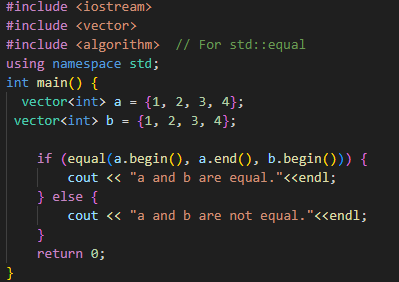 #include <iostream>
#include <vector>
#include <algorithm>  // For std::equal
using namespace std;
int main() {
  vector<int> a = {1, 2, 3, 4};
 vector<int> b = {1, 2, 3, 4};
    if (equal(a.begin(), a.end(), b.begin())) {
        cout << "a and b are equal."<<endl;
    } else {
        cout << "a and b are not equal."<<endl;
    }
    return 0;
}